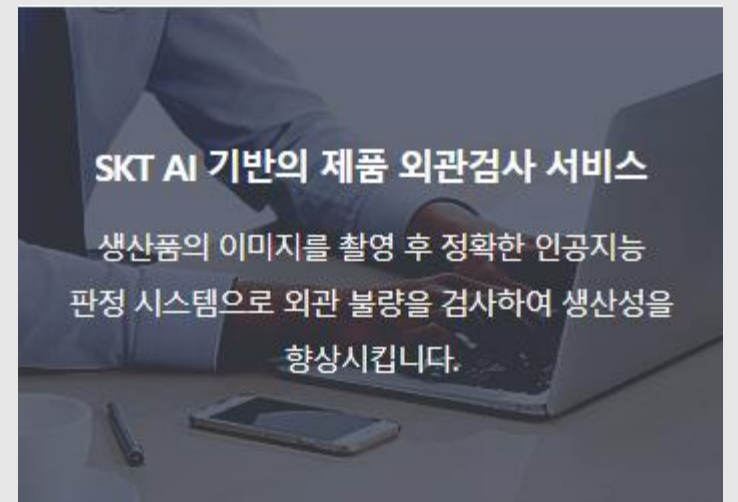 SKT AI 기반의 제품 외관검사 서비스
생산품의 이미지를 촬영 후 정확한 인공지능
판정 시스템으로 외관 불량을 검사하여 생산성을
향상시킵니다.